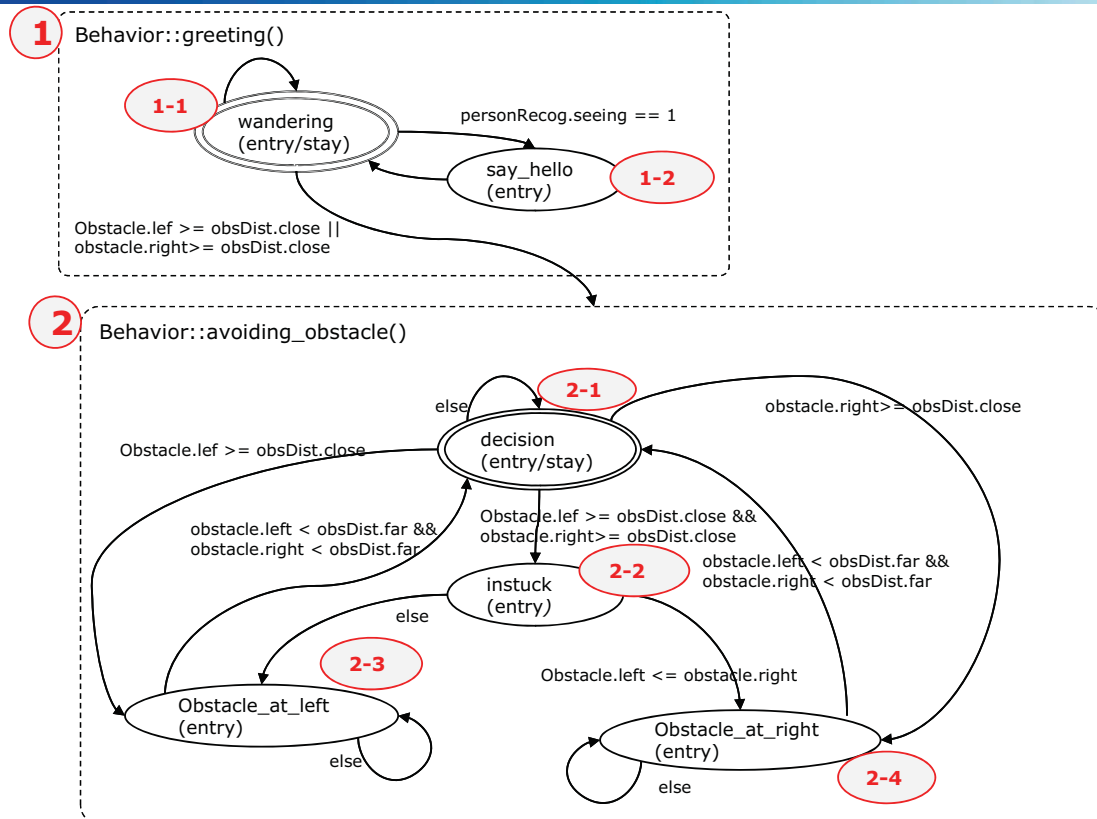 1
Behavior::greeting()
1-1
wandering
(entry/stay)
personRecog.seeing == 1
say_hello
(entry)
1-2
Obstacle.lef >= obsDist.close ||
obstacle.right>= obsDist.close
2
Behavior::avoiding_obstacle()
2-1
else
obstacle.right>= obsDist.close
decision
(entry/stay)
Obstacle.lef >= obsDist.close
obstacle.left < obsDist.far &&
obstacle.right < obsDist.far
Obstacle.lef >= obsDist.close &&
obstacle.right>= obsDist.close
obstacle.left < obsDist.far &&
obstacle.right < obsDist.far
instuck
(entry)
2-2
else
2-3
Obstacle.left <= obstacle.right
Obstacle_at_left
(entry)
else
Obstacle_at_right
(entry)
else
2-4